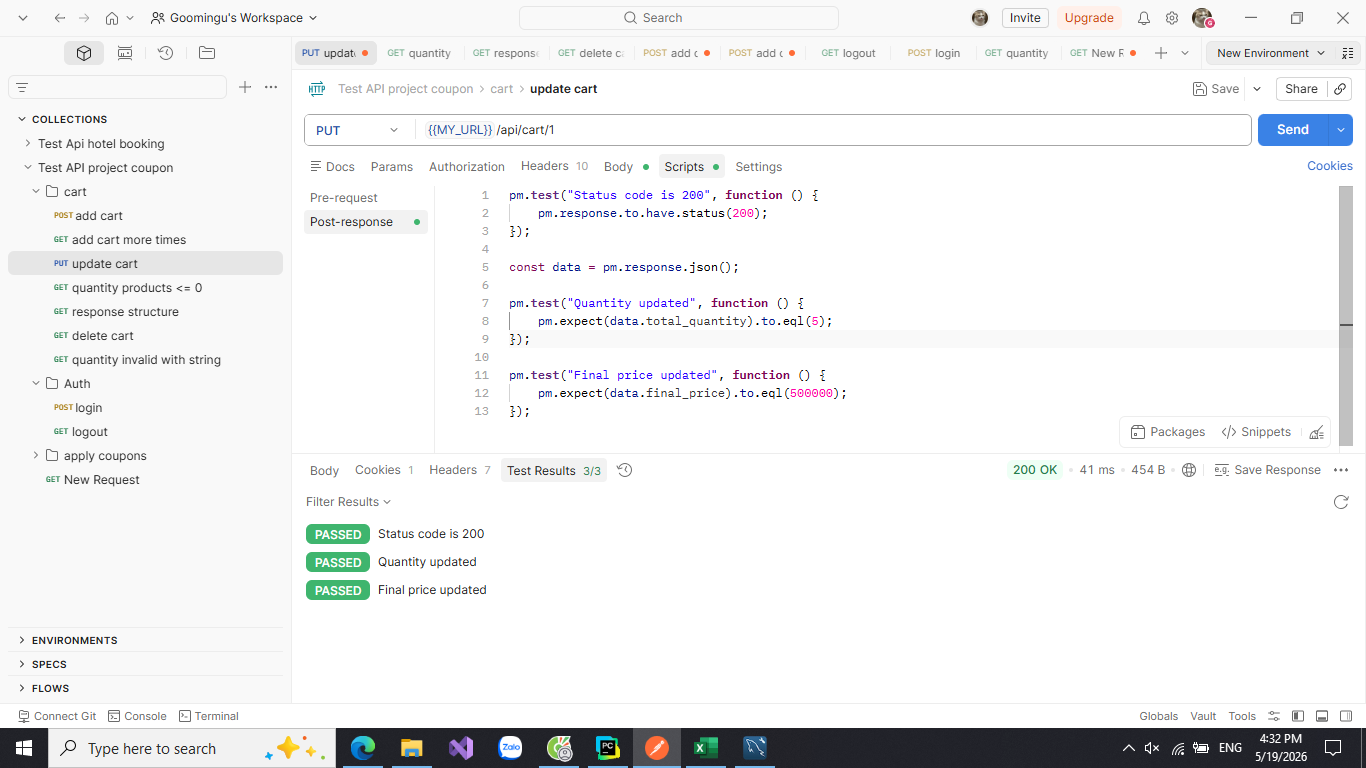 Goomingu's Workspace
Search
Invite
Upgrade
PUT updat
GET quantity
GET respons
GET delete c
POST add c
POST add c
GET logout
POST login
GET quantity
GET New R
New Environment
COLLECTIONS
Test Api hotel booking
Test API project coupon
cart
POST add cart
GET add cart more times
PUT update cart
GET quantity products <= 0
GET response structure
GET delete cart
GET quantity invalid with string
Auth
POST login
GET logout
apply coupons
GET New Request
ENVIRONMENTS
SPECS
FLOWS
HTTP Test API project coupon > cart > update cart
Save
Share
PUT
{{MY_URL}} /api/cart/1
Send
Docs Params Authorization Headers 10 Body Scripts Settings
Cookies
Pre-request
Post-response
1 pm.test("Status code is 200", function () {
2 pm.response.to.have.status(200);
3 });
4
5 const data = pm.response.json();
6
7 pm.test("Quantity updated", function () {
8 pm.expect(data.total_quantity).to.eql(5);
9 });
10
11 pm.test("Final price updated", function () {
12 pm.expect(data.final_price).to.eql(500000);
13 });
Packages
Snippets
Body Cookies 1 Headers 7 Test Results 3/3
200 OK • 41 ms • 454 B
e.g. Save Response
Filter Results
PASSED Status code is 200
PASSED Quantity updated
PASSED Final price updated
Connect Git
Console
Terminal
Globals
Vault
Tools
Type here to search
Zalo
PC
ENG
4:32 PM
5/19/2026